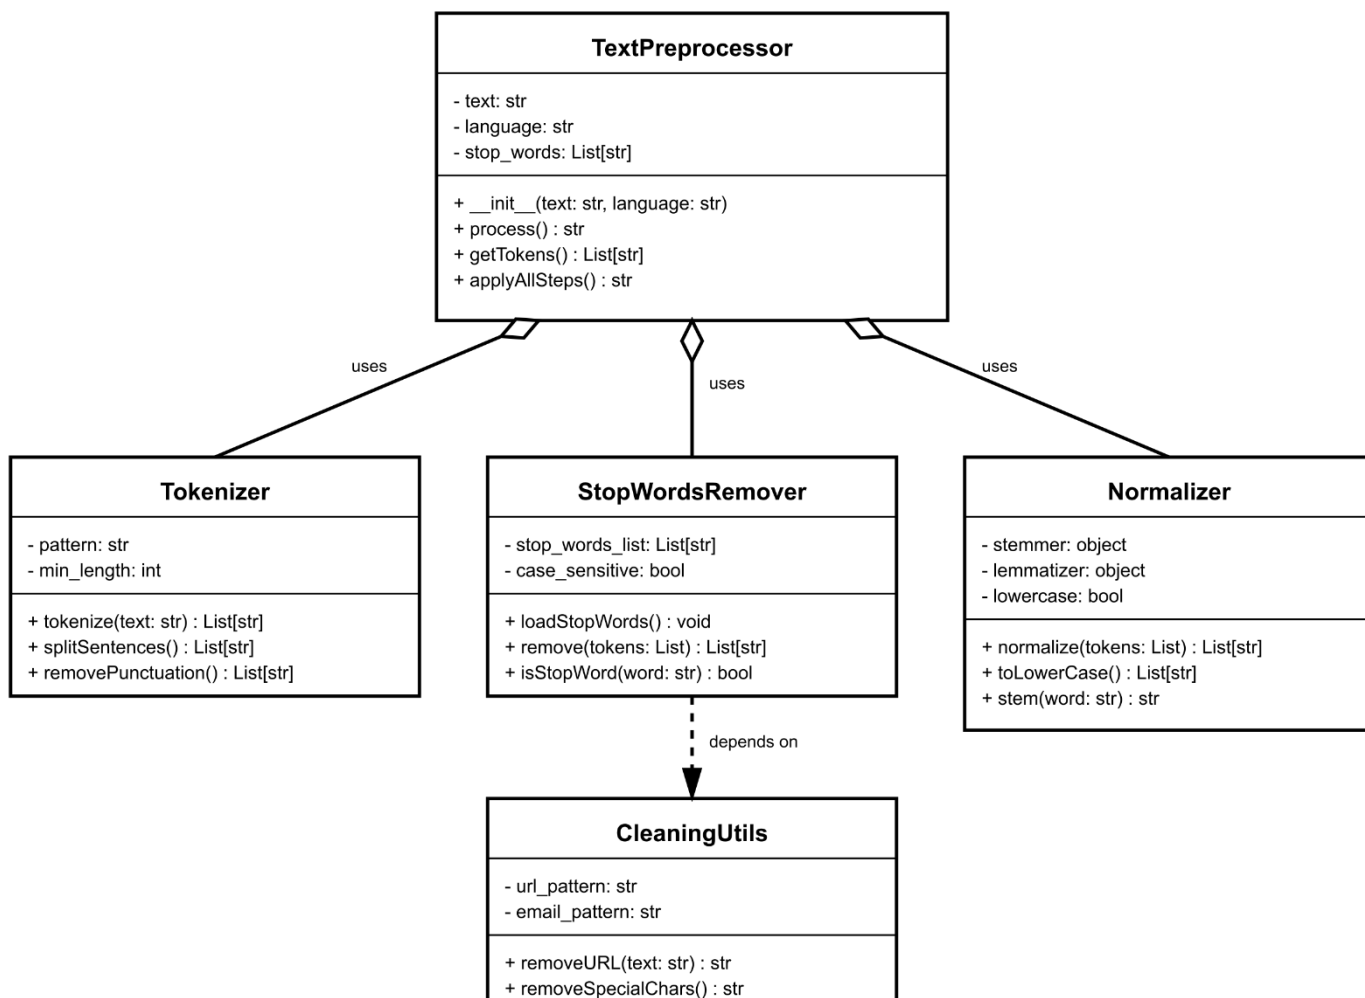 TextPreprocessor
- text: str
- language: str
- stop_words: List[str]
+ __init__(text: str, language: str)
+ process() : str
+ getTokens() : List[str]
+ applyAllSteps() : str
uses
uses
uses
Tokenizer
- pattern: str
- min_length: int
+ tokenize(text: str) : List[str]
+ splitSentences() : List[str]
+ removePunctuation() : List[str]
StopWordsRemover
- stop_words_list: List[str]
- case_sensitive: bool
+ loadStopWords() : void
+ remove(tokens: List) : List[str]
+ isStopWord(word: str) : bool
Normalizer
- stemmer: object
- lemmatizer: object
- lowercase: bool
+ normalize(tokens: List) : List[str]
+ toLowerCase() : List[str]
+ stem(word: str) : str
depends on
CleaningUtils
- url_pattern: str
- email_pattern: str
+ removeURL(text: str) : str
+ removeSpecialChars() : str